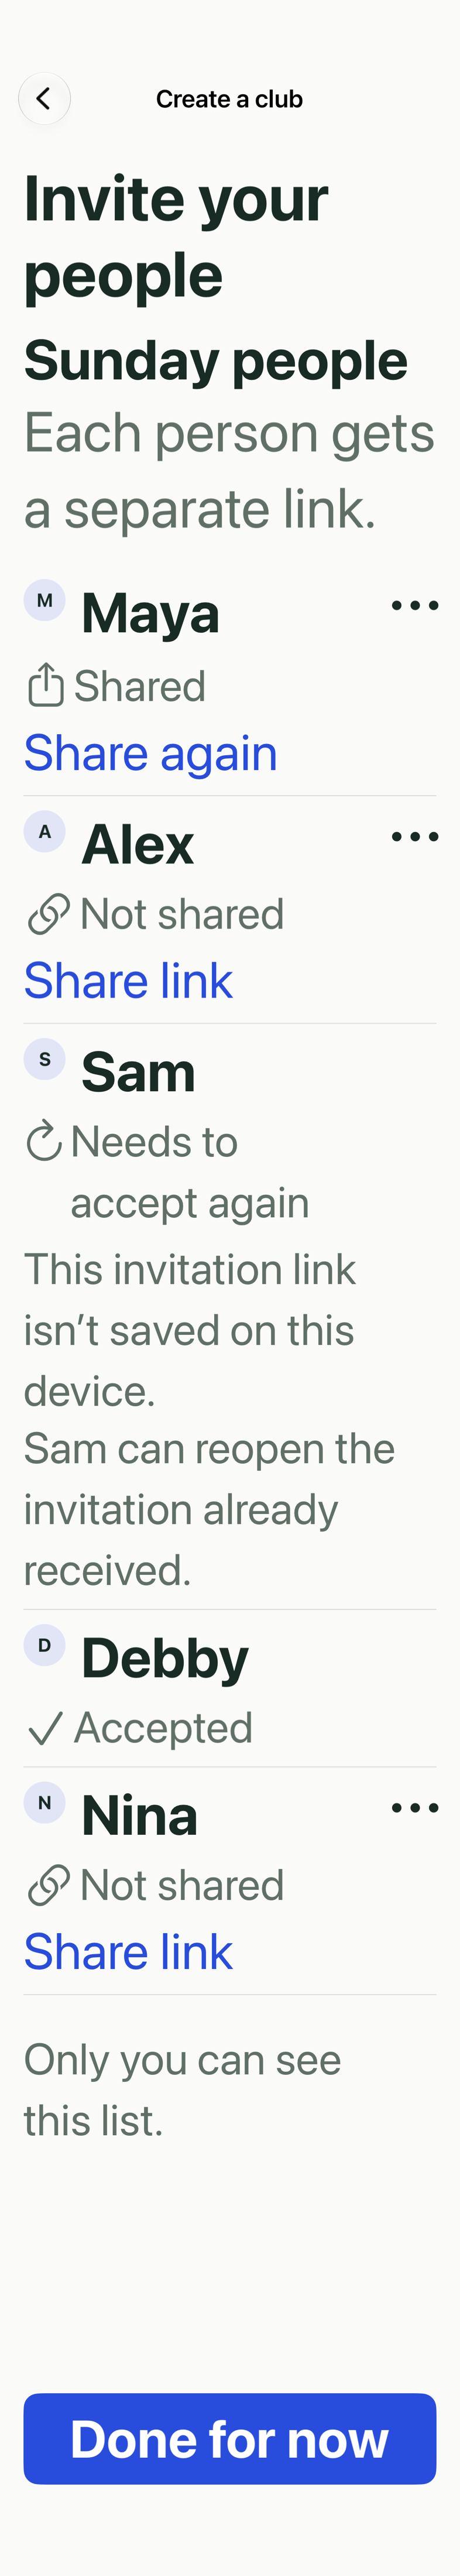 Create a club
Invite your
people
Sunday people
Each person gets
a separate link.
M Maya
Shared
Share again
A Alex
Not shared
Share link
S Sam
Needs to
accept again
This invitation link
isn’t saved on this
device.
Sam can reopen the
invitation already
received.
D Debby
Accepted
N Nina
Not shared
Share link
Only you can see
this list.
Done for now